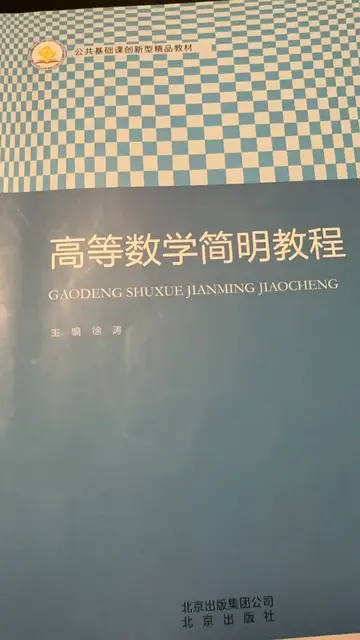 公共基础课创新型精品教材
高等数学简明教程
GAODENG SHUXUE JIANMING JIAOCHENG
主 编 徐 涛
北京出版集团公司
北 京 出 版 社